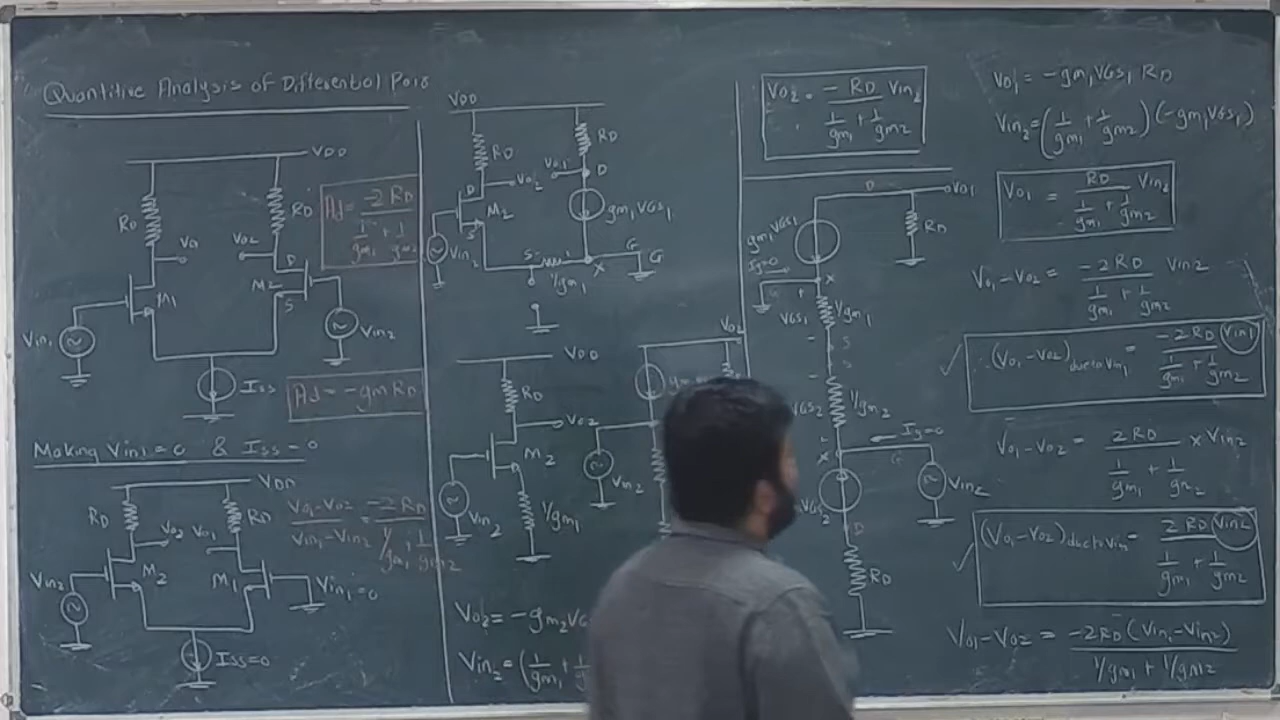 Quantitive Analysis of Differential Pair
VDD
RD
RD
Vo1
Vo2
D
M1
M2
S
Vin1
Vin2
ISS
Ad = -2RD / (1/gm1 + 1/gm2)
Ad = -gm RD
Making Vin1 = 0 & ISS = 0
VDD
RD
RD
Vo2
Vo1
Vin2
M2
M1
Vin1 = 0
ISS = 0
(Vo1 - Vo2) / (Vin1 - Vin2) = -2RD / (1/gm1 + 1/gm2)
VDD
RD
RD
D
Vo2
Vo1
D
M2
S
gm1VGS1
Vin2
S
1/gm1
X
G
G
VDD
RD
Vo2
M2
Vin2
1/gm1
Vo2
Vin2
Vo2 = -gm2
Vin2 = (1/gm1 +
Vo2 = -RD / (1/gm1 + 1/gm2) Vin2
D
Vo1
gm1VGS1
RD
Ig=0
G
+
X
VGS1
1/gm1
-
S
S
-
VGS2
1/gm2
+
Ig=0
X
G
Vin2
D
RD
Vo1 = -gm1VGS1 RD
Vin2 = (1/gm1 + 1/gm2) (-gm1VGS1)
Vo1 = RD / (1/gm1 + 1/gm2) Vin2
Vo1 - Vo2 = -2RD / (1/gm1 + 1/gm2) Vin2
∴ (Vo1 - Vo2) due to Vin1 = -2RD Vin1 / (1/gm1 + 1/gm2)
Vo1 - Vo2 = 2RD / (1/gm1 + 1/gm2) × Vin2
(Vo1 - Vo2) due to Vin = 2RD Vin2 / (1/gm1 + 1/gm2)
Vo1 - Vo2 = -2RD (Vin1 - Vin2) / (1/gm1 + 1/gm2)